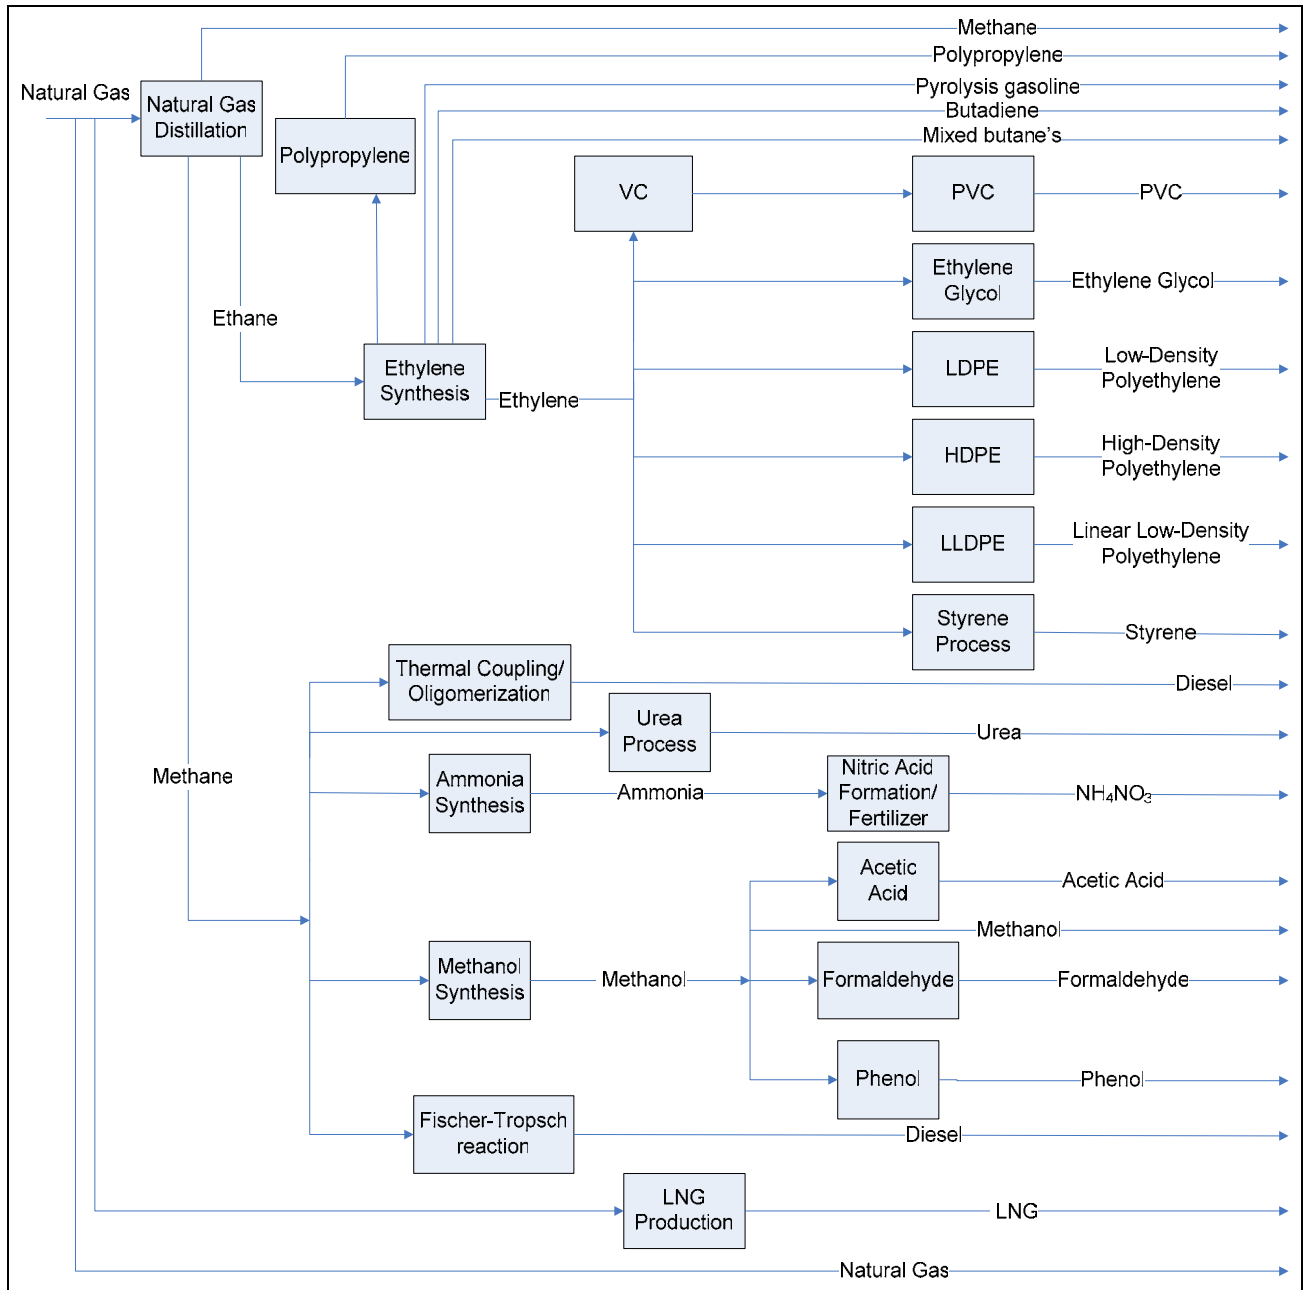 Methane
Polypropylene
Natural Gas
Natural Gas
Distillation
Pyrolysis gasoline
Butadiene
Mixed butane's
Polypropylene
VC
PVC
PVC
Ethylene
Glycol
Ethylene Glycol
Ethane
Ethylene
Synthesis
Ethylene
LDPE
Low-Density
Polyethylene
HDPE
High-Density
Polyethylene
LLDPE
Linear Low-Density
Polyethylene
Styrene
Process
Styrene
Thermal Coupling/
Oligomerization
Diesel
Urea
Process
Urea
Methane
Ammonia
Synthesis
Ammonia
Nitric Acid
Formation/
Fertilizer
NH₄NO₃
Acetic
Acid
Acetic Acid
Methanol
Methanol
Synthesis
Methanol
Formaldehyde
Formaldehyde
Phenol
Phenol
Fischer-Tropsch
reaction
Diesel
LNG
Production
LNG
Natural Gas